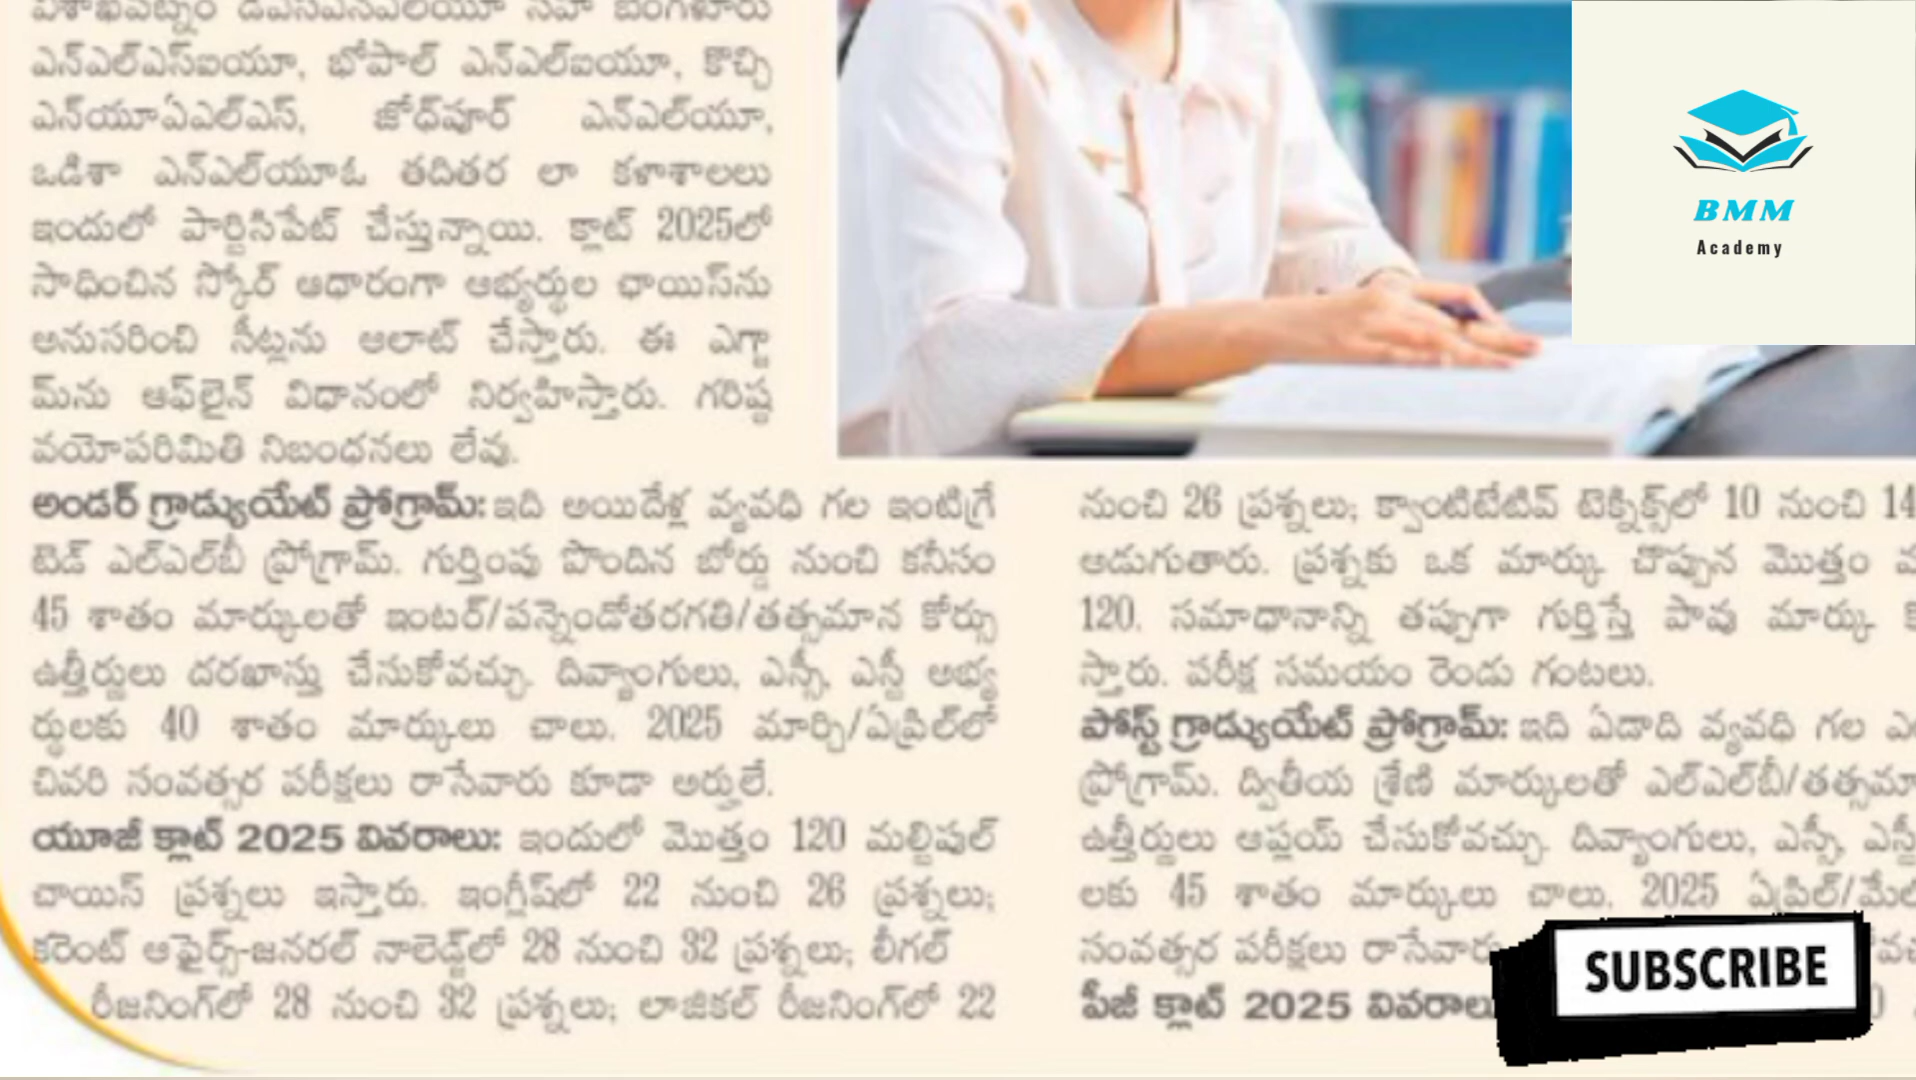 విశాఖపట్నం డీఎస్ఎన్ఎల్‌యూ సహా బెంగళూరు
ఎన్ఎల్ఎస్ఐయూ, భోపాల్ ఎన్ఎల్ఐయూ, కొచ్చి
ఎన్‌యూఏఎల్ఎస్, జోధ్‌పూర్ ఎన్ఎల్‌యూ,
ఒడిశా ఎన్ఎల్‌యూఓ తదితర లా కళాశాలలు
ఇందులో పార్టిసిపేట్ చేస్తున్నాయి. క్లాట్ 2025లో
సాధించిన స్కోర్ ఆధారంగా అభ్యర్థుల ఛాయిస్‌ను
అనుసరించి సీట్లను అలాట్ చేస్తారు. ఈ ఎగ్జా
మ్‌ను ఆఫ్‌లైన్ విధానంలో నిర్వహిస్తారు. గరిష్ఠ
వయోపరిమితి నిబంధనలు లేవు.
అండర్ గ్రాడ్యుయేట్ ప్రోగ్రామ్: ఇది అయిదేళ్ల వ్యవధి గల ఇంటిగ్రే
టెడ్ ఎల్ఎల్‌బీ ప్రోగ్రామ్. గుర్తింపు పొందిన బోర్డు నుంచి కనీసం
45 శాతం మార్కులతో ఇంటర్/పన్నెండోతరగతి/తత్సమాన కోర్సు
ఉత్తీర్ణులు దరఖాస్తు చేసుకోవచ్చు. దివ్యాంగులు, ఎస్సీ, ఎస్టీ అభ్య
ర్థులకు 40 శాతం మార్కులు చాలు. 2025 మార్చి/ఏప్రిల్‌లో
చివరి సంవత్సర పరీక్షలు రాసేవారు కూడా అర్హులే.
యూజీ క్లాట్ 2025 వివరాలు: ఇందులో మొత్తం 120 మల్టిపుల్
చాయిస్ ప్రశ్నలు ఇస్తారు. ఇంగ్లీష్‌లో 22 నుంచి 26 ప్రశ్నలు;
కరెంట్ ఆఫైర్స్-జనరల్ నాలెడ్జ్‌లో 28 నుంచి 32 ప్రశ్నలు; లీగల్
రీజనింగ్‌లో 28 నుంచి 32 ప్రశ్నలు; లాజికల్ రీజనింగ్‌లో 22
నుంచి 26 ప్రశ్నలు; క్వాంటిటేటివ్ టెక్నిక్స్‌లో 10 నుంచి 14
అడుగుతారు. ప్రశ్నకు ఒక మార్కు చొప్పున మొత్తం
120. సమాధానాన్ని తప్పుగా గుర్తిస్తే పావు మార్కు
స్తారు. పరీక్ష సమయం రెండు గంటలు.
పోస్ట్ గ్రాడ్యుయేట్ ప్రోగ్రామ్: ఇది ఏడాది వ్యవధి గల
ప్రోగ్రామ్. ద్వితీయ శ్రేణి మార్కులతో ఎల్ఎల్‌బీ/తత్సమా
ఉత్తీర్ణులు అప్లయ్ చేసుకోవచ్చు. దివ్యాంగులు, ఎస్సీ, ఎస్టీ
లకు 45 శాతం మార్కులు చాలు. 2025 ఏప్రిల్/మే
సంవత్సర పరీక్షలు రాసేవారు
పీజీ క్లాట్ 2025 వివరాలు
BMM
Academy
SUBSCRIBE